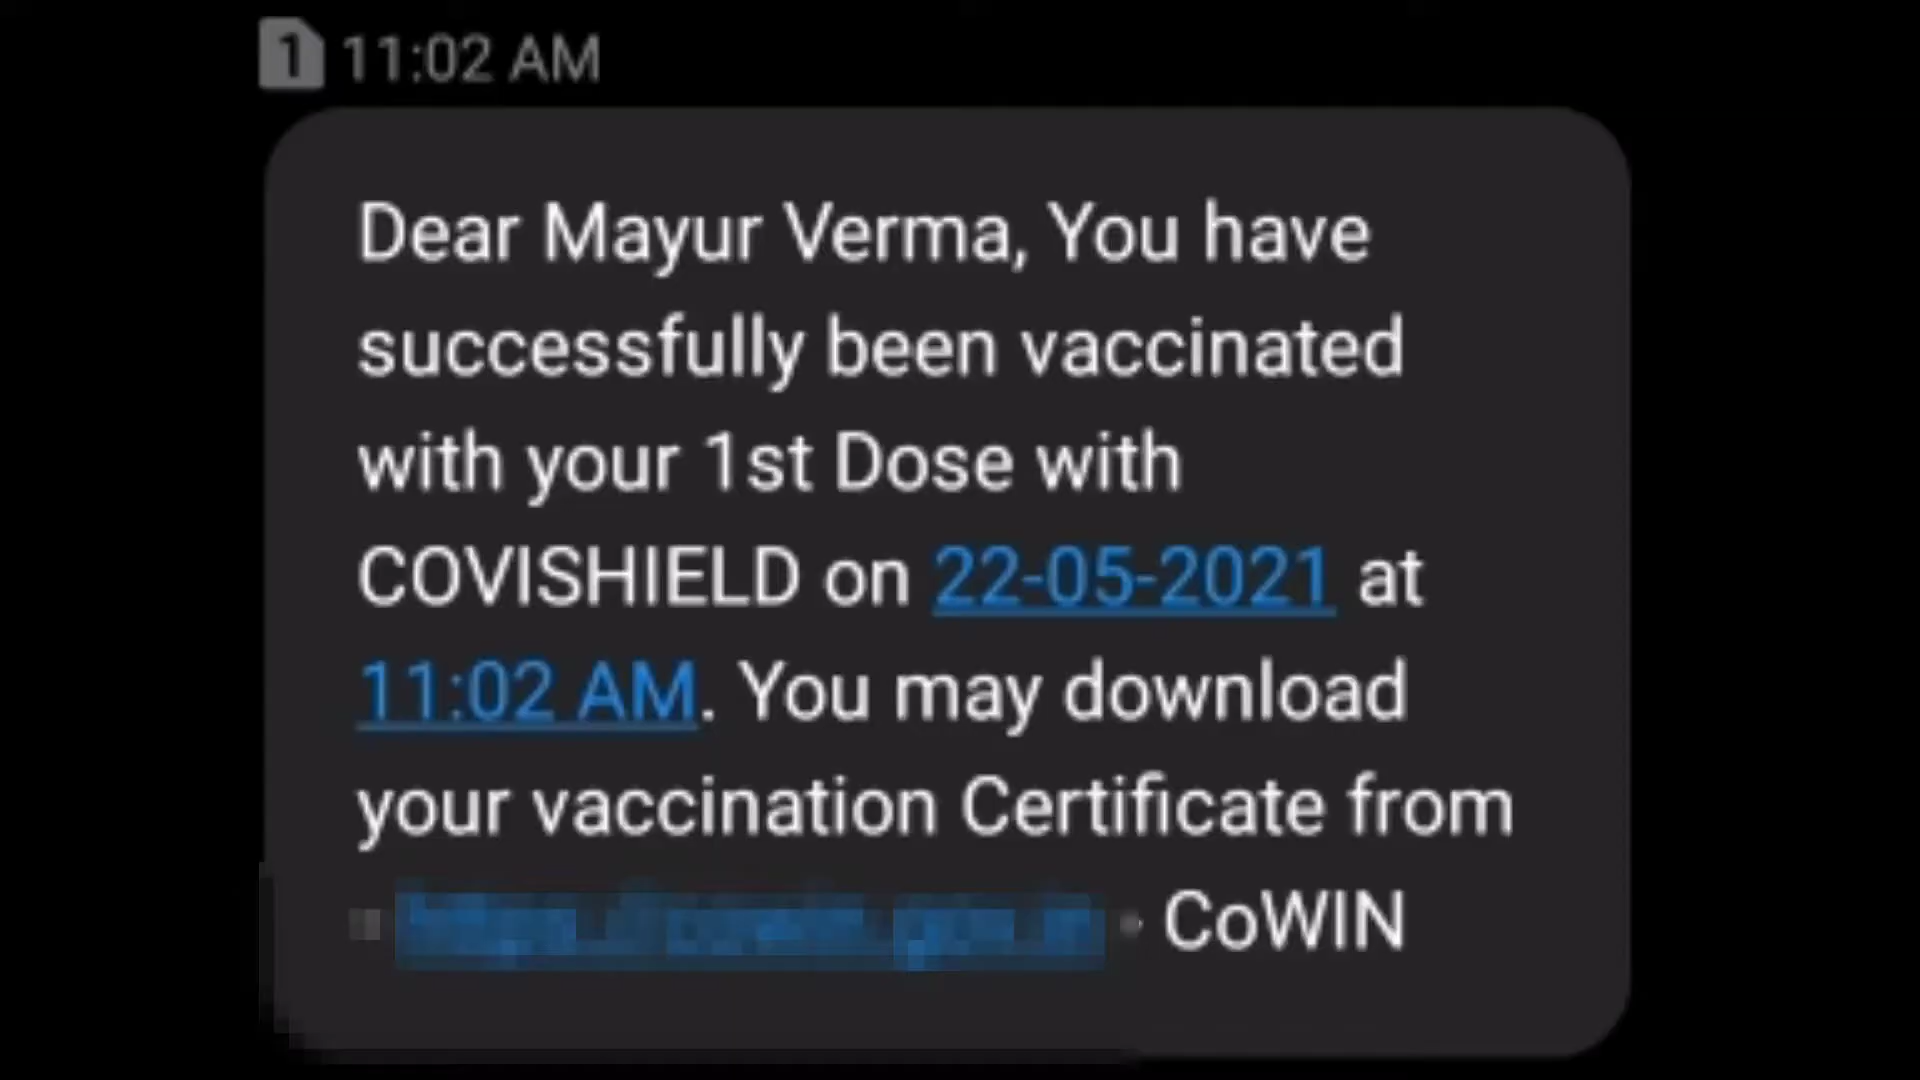 1 11:02 AM
Dear Mayur Verma, You have
successfully been vaccinated
with your 1st Dose with
COVISHIELD on 22-05-2021 at
11:02 AM. You may download
your vaccination Certificate from
- CoWIN